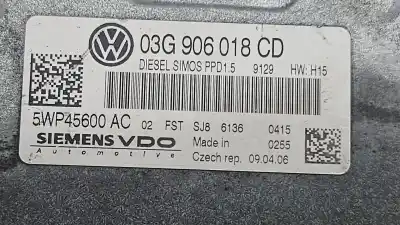 03G 906 018 CD
DIESEL SIMOS PPD1.5 9129 HW: H15
5WP45600 AC 02 FST SJ8 6136 0415
SIEMENS VDO Made in 0255
Automotive Czech rep. 09.04.06